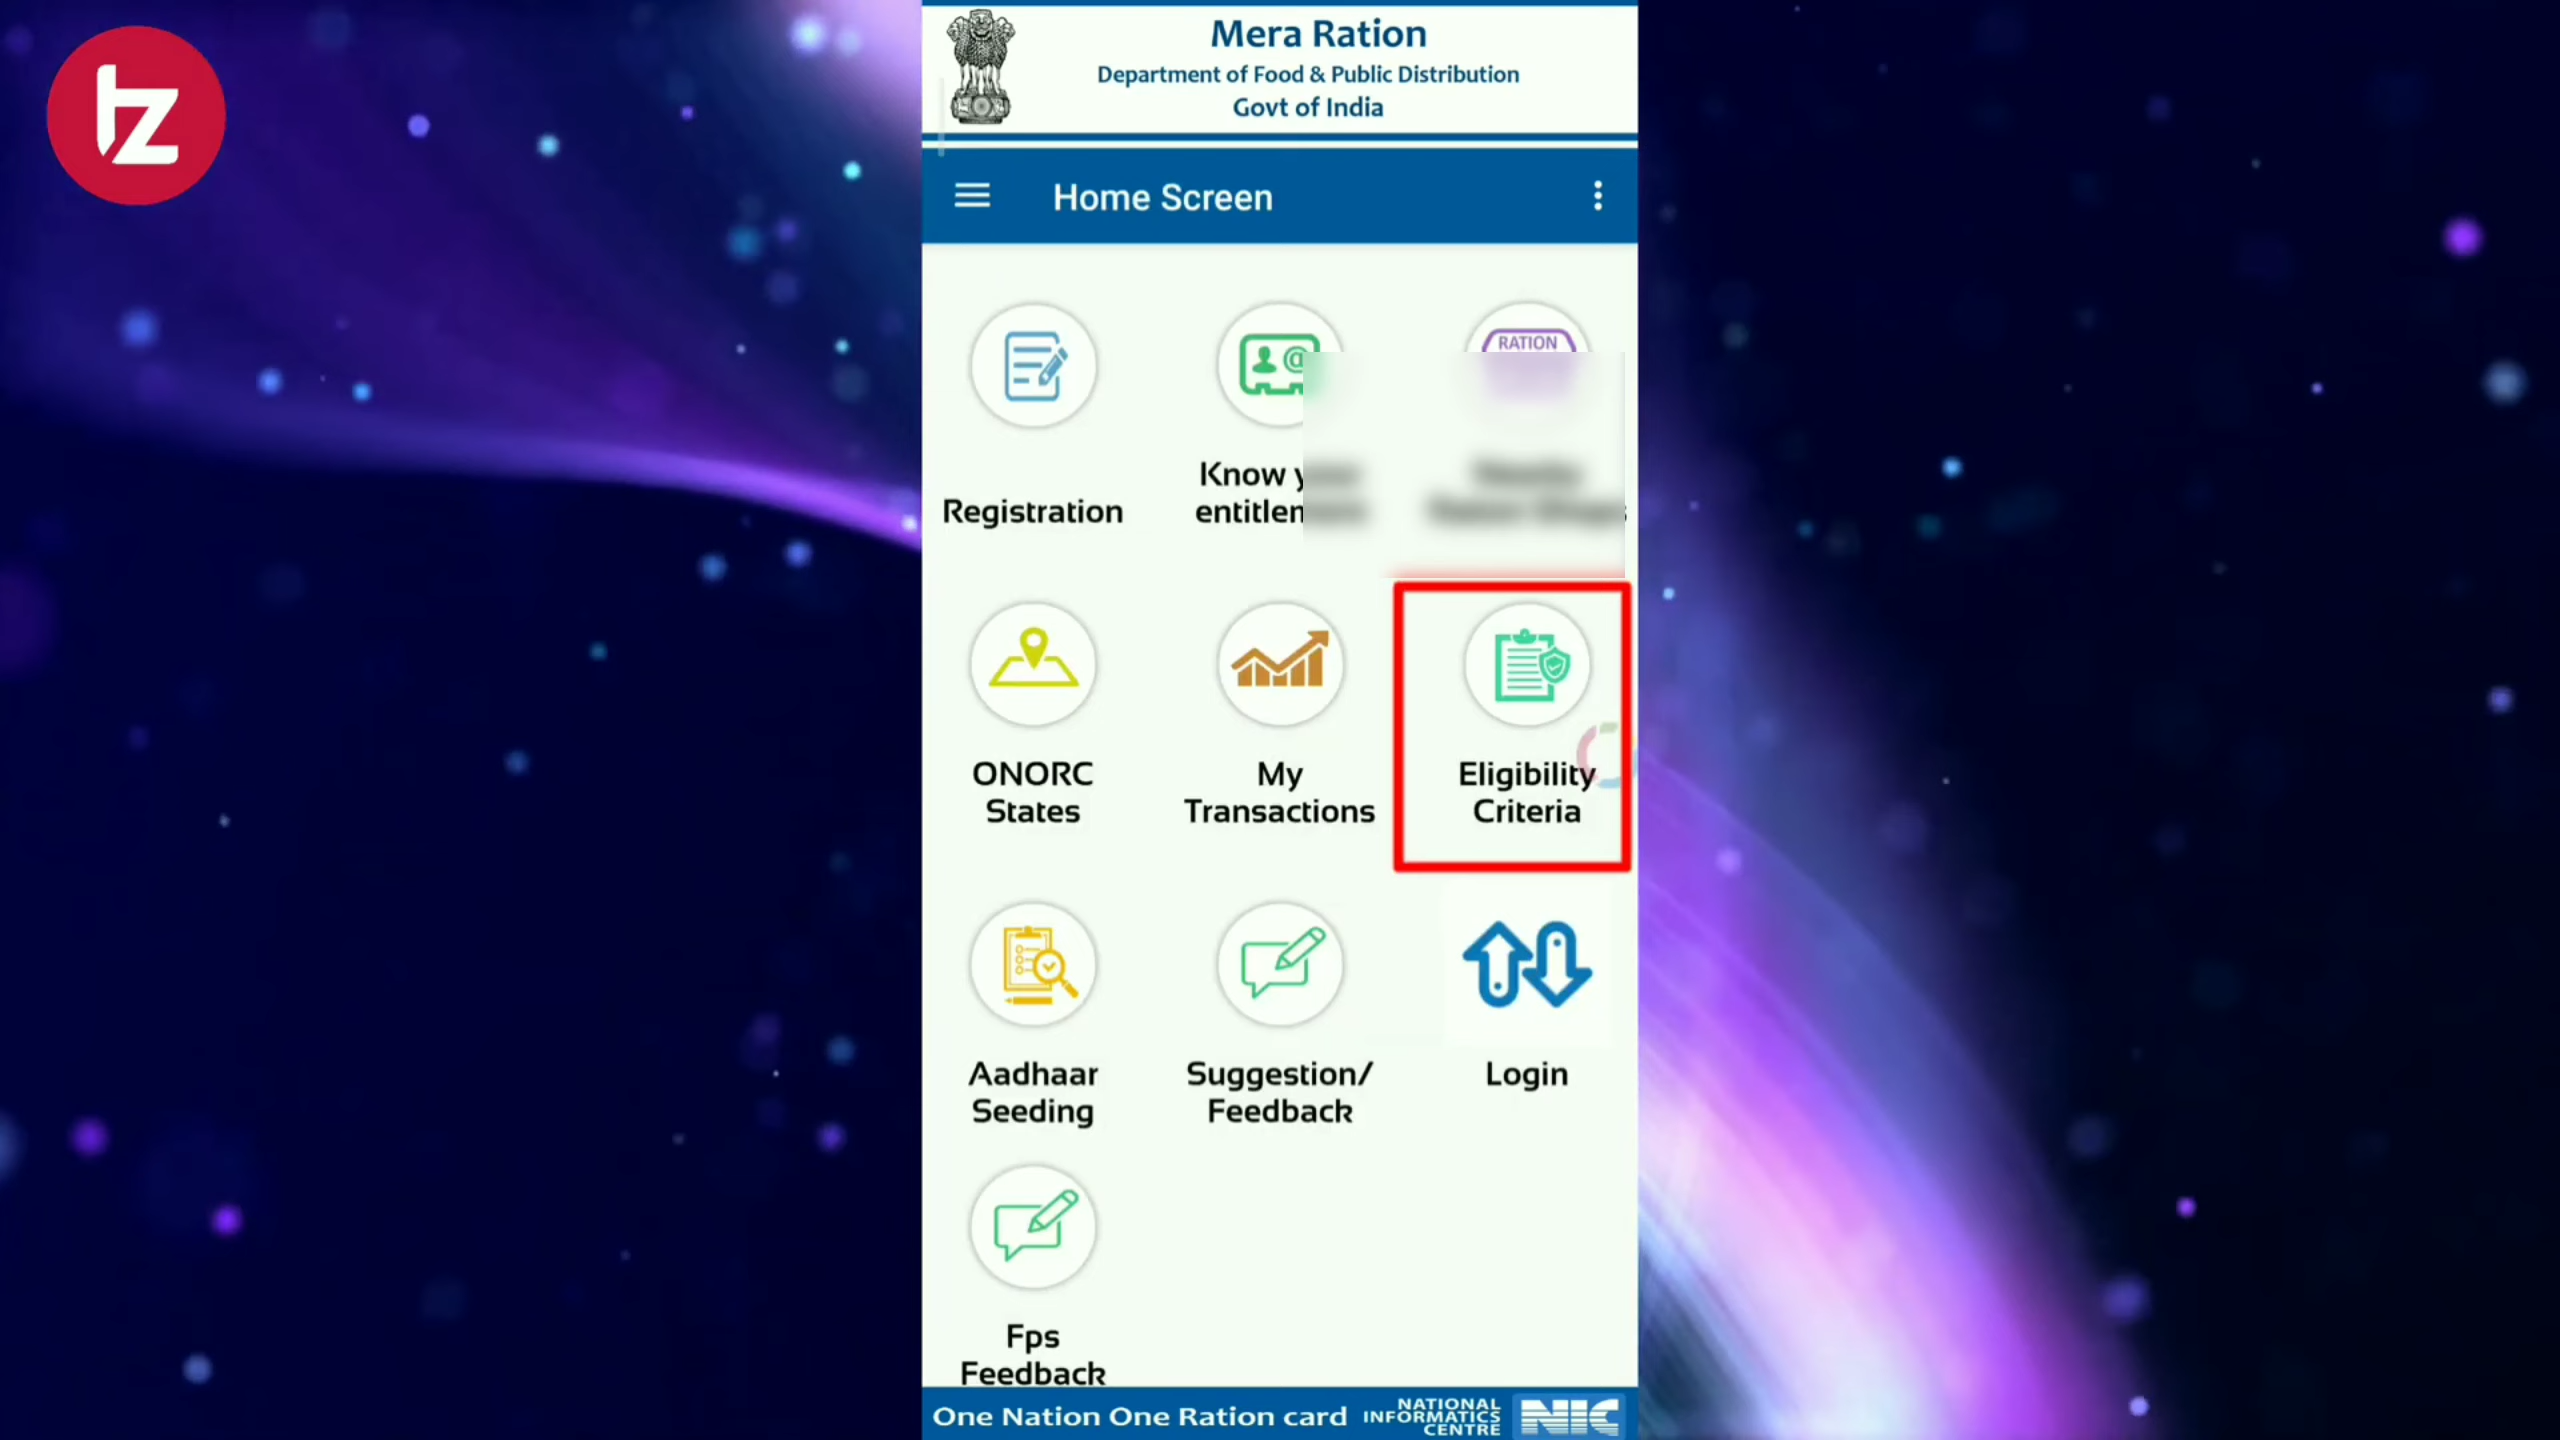 tz
Mera Ration
Department of Food & Public Distribution
Govt of India
Home Screen
RATION
Registration
Know
ONORC
States
My
Transactions
Eligibility
Criteria
Aadhaar
Seeding
Suggestion/
Feedback
Login
Fps
Feedback
One Nation One Ration card
NATIONAL
INFORMATICS
CENTRE
NIC